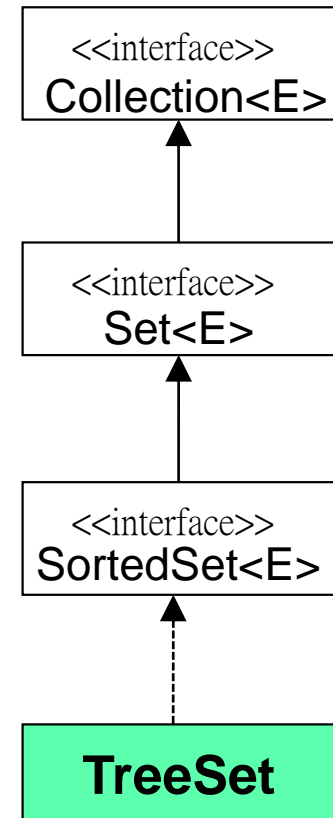 <<interface>>
Collection<E>
<<interface>>
Set<E>
<<interface>>
SortedSet<E>
TreeSet